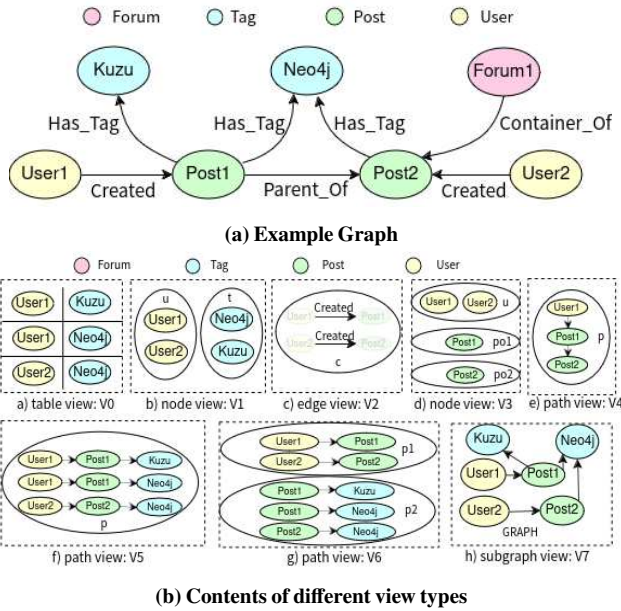 Forum Tag Post User
Kuzu Neo4j Forum1
Has_Tag Has_Tag Has_Tag Container_Of
User1 Post1 Post2 User2
Created Parent_Of Created
(a) Example Graph
Forum Tag Post User
User1 Kuzu
User1 Neo4j
User2 Neo4j
a) table view: V0
u t
User1 Neo4j
User2 Kuzu
b) node view: V1
User1 Created Post1
User2 Created Post2
c
c) edge view: V2
User1 User2 u
Post1 po1
Post2 po2
d) node view: V3
User1
Post1 p
Post2
e) path view: V4
User1 Post1 Kuzu
User1 Post1 Neo4j
User2 Post2 Neo4j
p
f) path view: V5
User1 Post1 p1
User2 Post2
Post1 Kuzu p2
Post1 Neo4j
Post2 Neo4j
g) path view: V6
Kuzu Neo4j
User1 Post1
User2 Post2
GRAPH
h) subgraph view: V7
(b) Contents of different view types